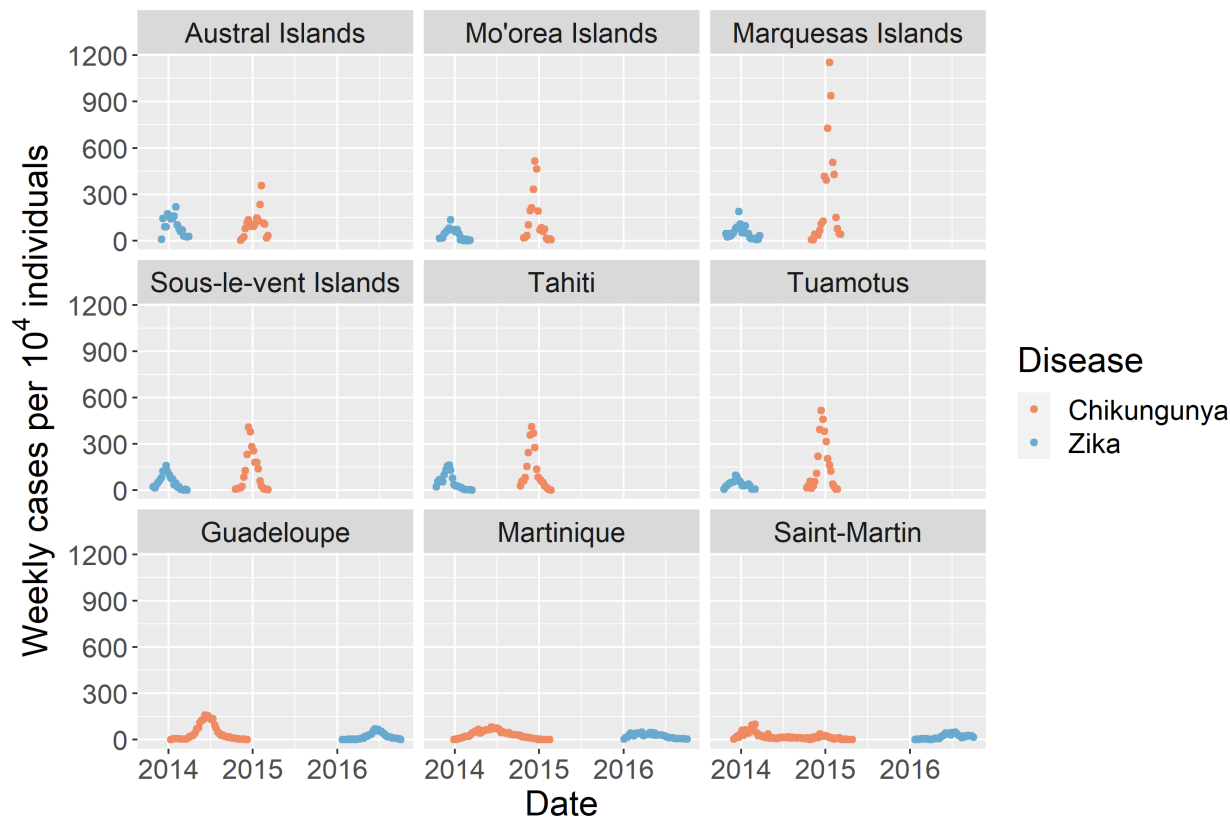 Austral Islands Mo'orea Islands Marquesas Islands
1200
900
600
300
0
Sous-le-vent Islands Tahiti Tuamotus
1200
900
600
300
0
Guadeloupe Martinique Saint-Martin
1200
900
600
300
0
2014 2015 2016 2014 2015 2016 2014 2015 2016
Date
Weekly cases per 10⁴ individuals
Disease
Chikungunya
Zika